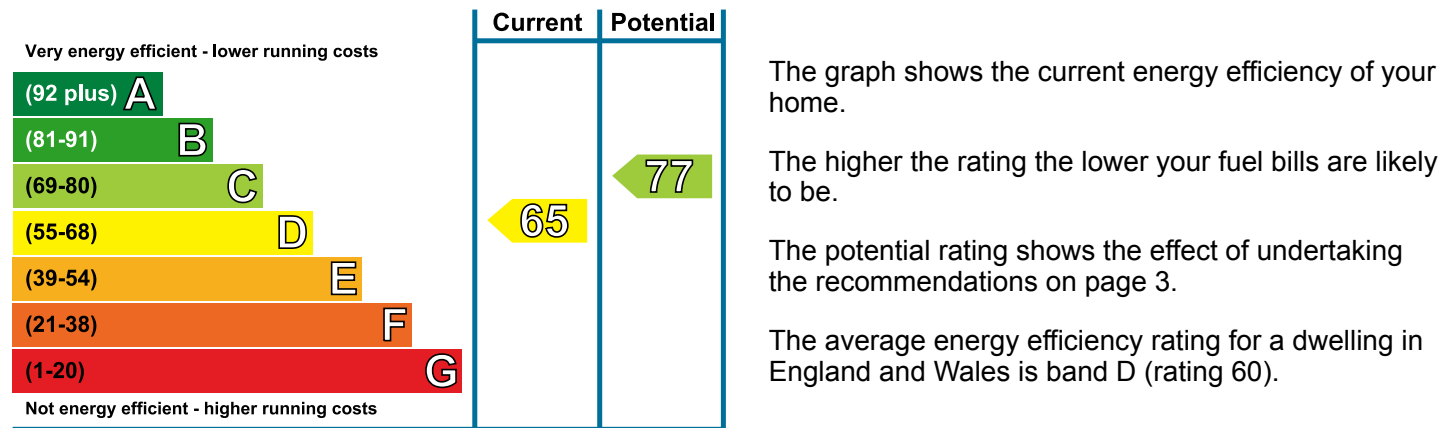 Current Potential
Very energy efficient - lower running costs
(92 plus) A
(81-91) B
(69-80) C
(55-68) D
(39-54) E
(21-38) F
(1-20) G
Not energy efficient - higher running costs
65
77
The graph shows the current energy efficiency of your
home.
The higher the rating the lower your fuel bills are likely
to be.
The potential rating shows the effect of undertaking
the recommendations on page 3.
The average energy efficiency rating for a dwelling in
England and Wales is band D (rating 60).